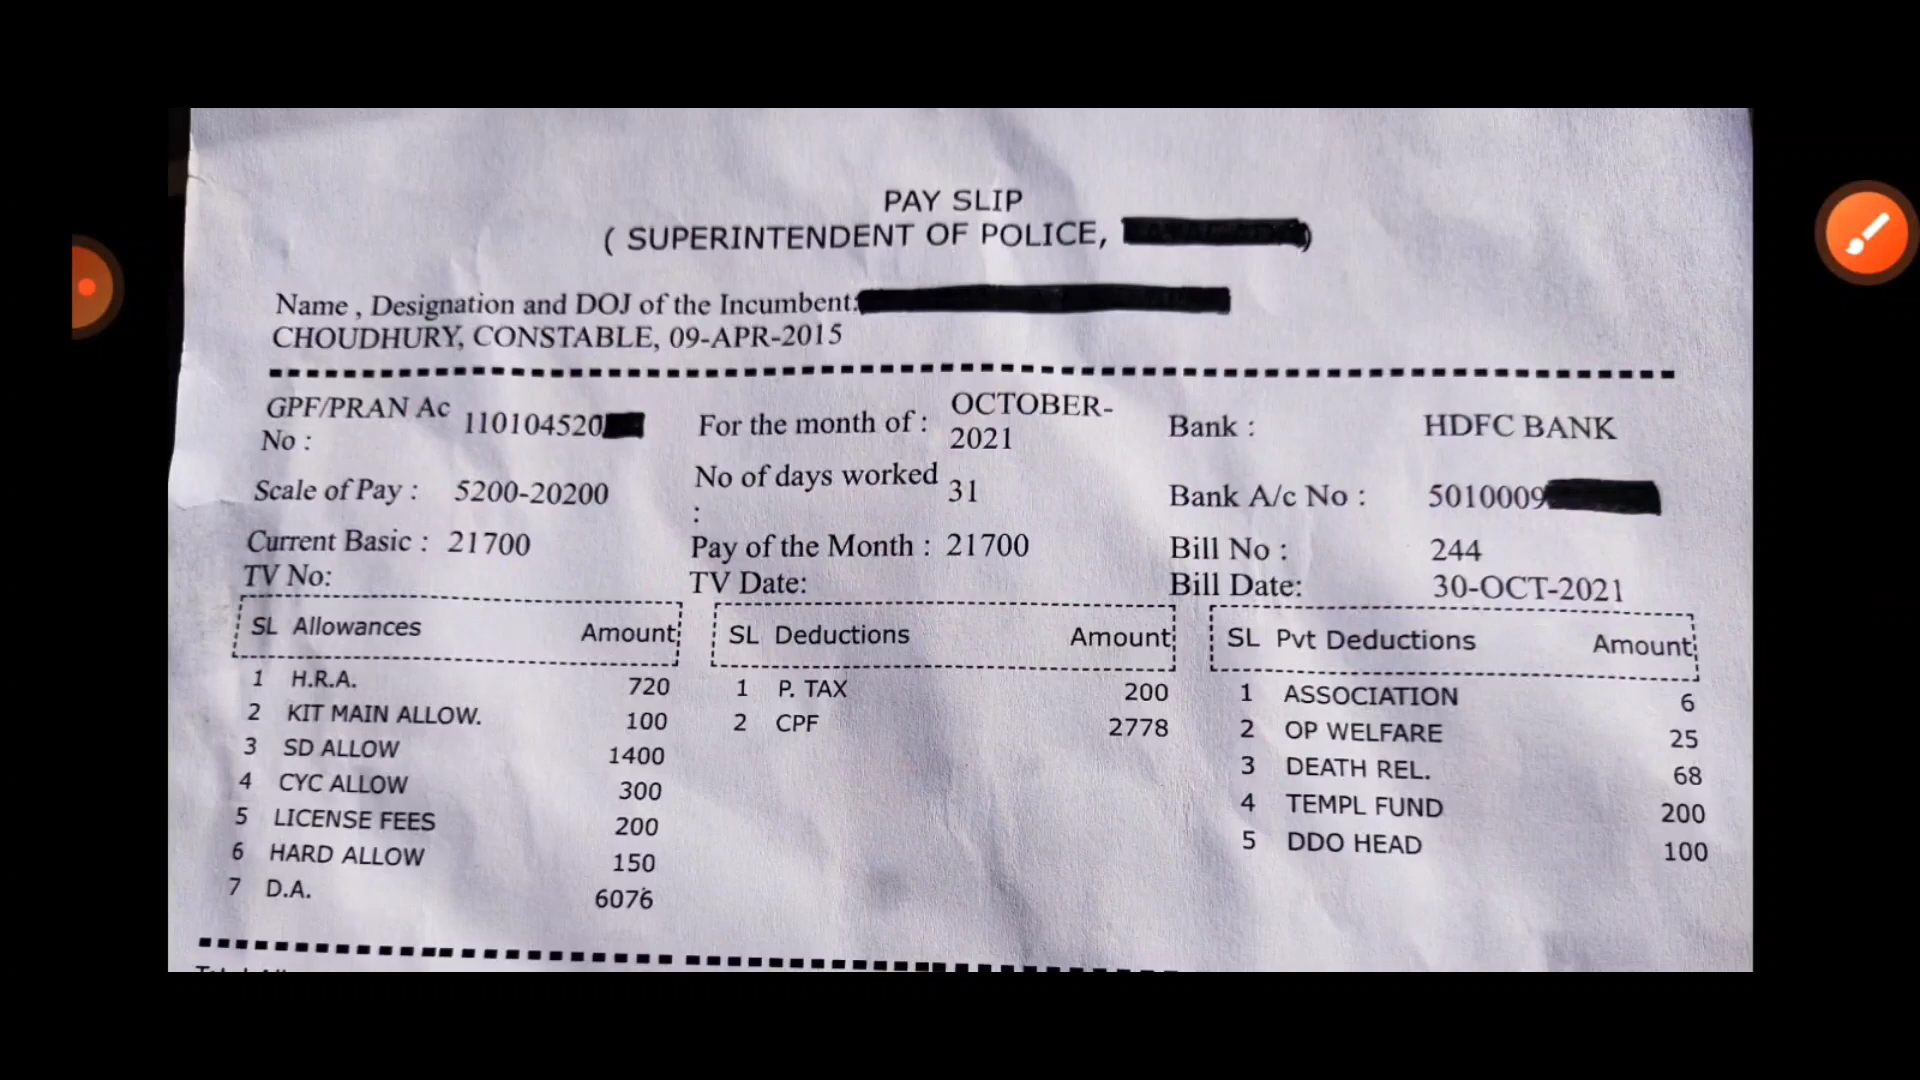 PAY SLIP
( SUPERINTENDENT OF POLICE, )
Name , Designation and DOJ of the Incumbent:
CHOUDHURY, CONSTABLE, 09-APR-2015
GPF/PRAN Ac No : 110104520 For the month of : OCTOBER-2021 Bank : HDFC BANK
Scale of Pay : 5200-20200 No of days worked : 31 Bank A/c No : 5010009
Current Basic : 21700 Pay of the Month : 21700 Bill No : 244
TV No: TV Date: Bill Date: 30-OCT-2021
SL Allowances Amount SL Deductions Amount SL Pvt Deductions Amount
1 H.R.A. 720 1 P. TAX 200 1 ASSOCIATION 6
2 KIT MAIN ALLOW. 100 2 CPF 2778 2 OP WELFARE 25
3 SD ALLOW 1400 3 DEATH REL. 68
4 CYC ALLOW 300 4 TEMPL FUND 200
5 LICENSE FEES 200 5 DDO HEAD 100
6 HARD ALLOW 150
7 D.A. 6076